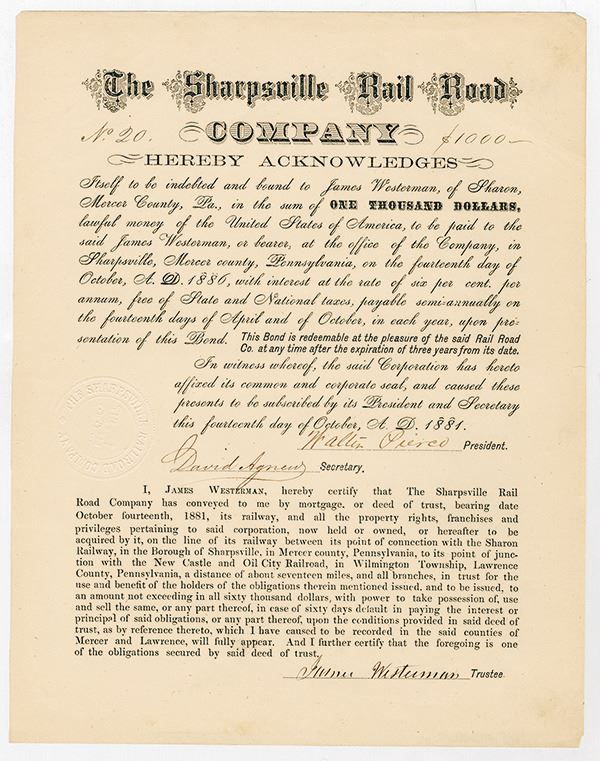 The Sharpsville Rail Road
No. 20. COMPANY $1000—
HEREBY ACKNOWLEDGES
Itself to be indebted and bound to James Westerman, of Sharon,
Mercer County, Pa., in the sum of ONE THOUSAND DOLLARS,
lawful money of the United States of America, to be paid to the
said James Westerman, or bearer, at the office of the Company, in
Sharpsville, Mercer county, Pennsylvania, on the fourteenth day of
October, A. D. 1886, with interest at the rate of six per cent. per
annum, free of State and National taxes, payable semi-annually on
the fourteenth days of April and of October, in each year, upon pre-
sentation of this Bond. This Bond is redeemable at the pleasure of the said Rail Road
Co. at any time after the expiration of three years from its date.
In witness whereof, the said Corporation has hereto
affixed its common and corporate seal, and caused these
presents to be subscribed by its President and Secretary
this fourteenth day of October, A. D. 1881.
Walter Pierce President.
David Agnew Secretary.
THE SHARPSVILLE RAILROAD COMPANY
I, JAMES WESTERMAN, hereby certify that The Sharpsville Rail
Road Company has conveyed to me by mortgage, or deed of trust, bearing date
October fourteenth, 1881, its railway, and all the property rights, franchises and
privileges pertaining to said corporation, now held or owned, or hereafter to be
acquired by it, on the line of its railway between its point of connection with the Sharon
Railway, in the Borough of Sharpsville, in Mercer county, Pennsylvania, to its point of junc-
tion with the New Castle and Oil City Railroad, in Wilmington Township, Lawrence
County, Pennsylvania, a distance of about seventeen miles, and all branches, in trust for the
use and benefit of the holders of the obligations therein mentioned issued, and to be issued, to
an amount not exceeding in all sixty thousand dollars, with power to take possession of, use
and sell the same, or any part thereof, in case of sixty days default in paying the interest or
principal of said obligations, or any part thereof, upon the conditions provided in said deed of
trust, as by reference thereto, which I have caused to be recorded in the said counties of
Mercer and Lawrence, will fully appear. And I further certify that the foregoing is one
of the obligations secured by said deed of trust.
James Westerman Trustee.